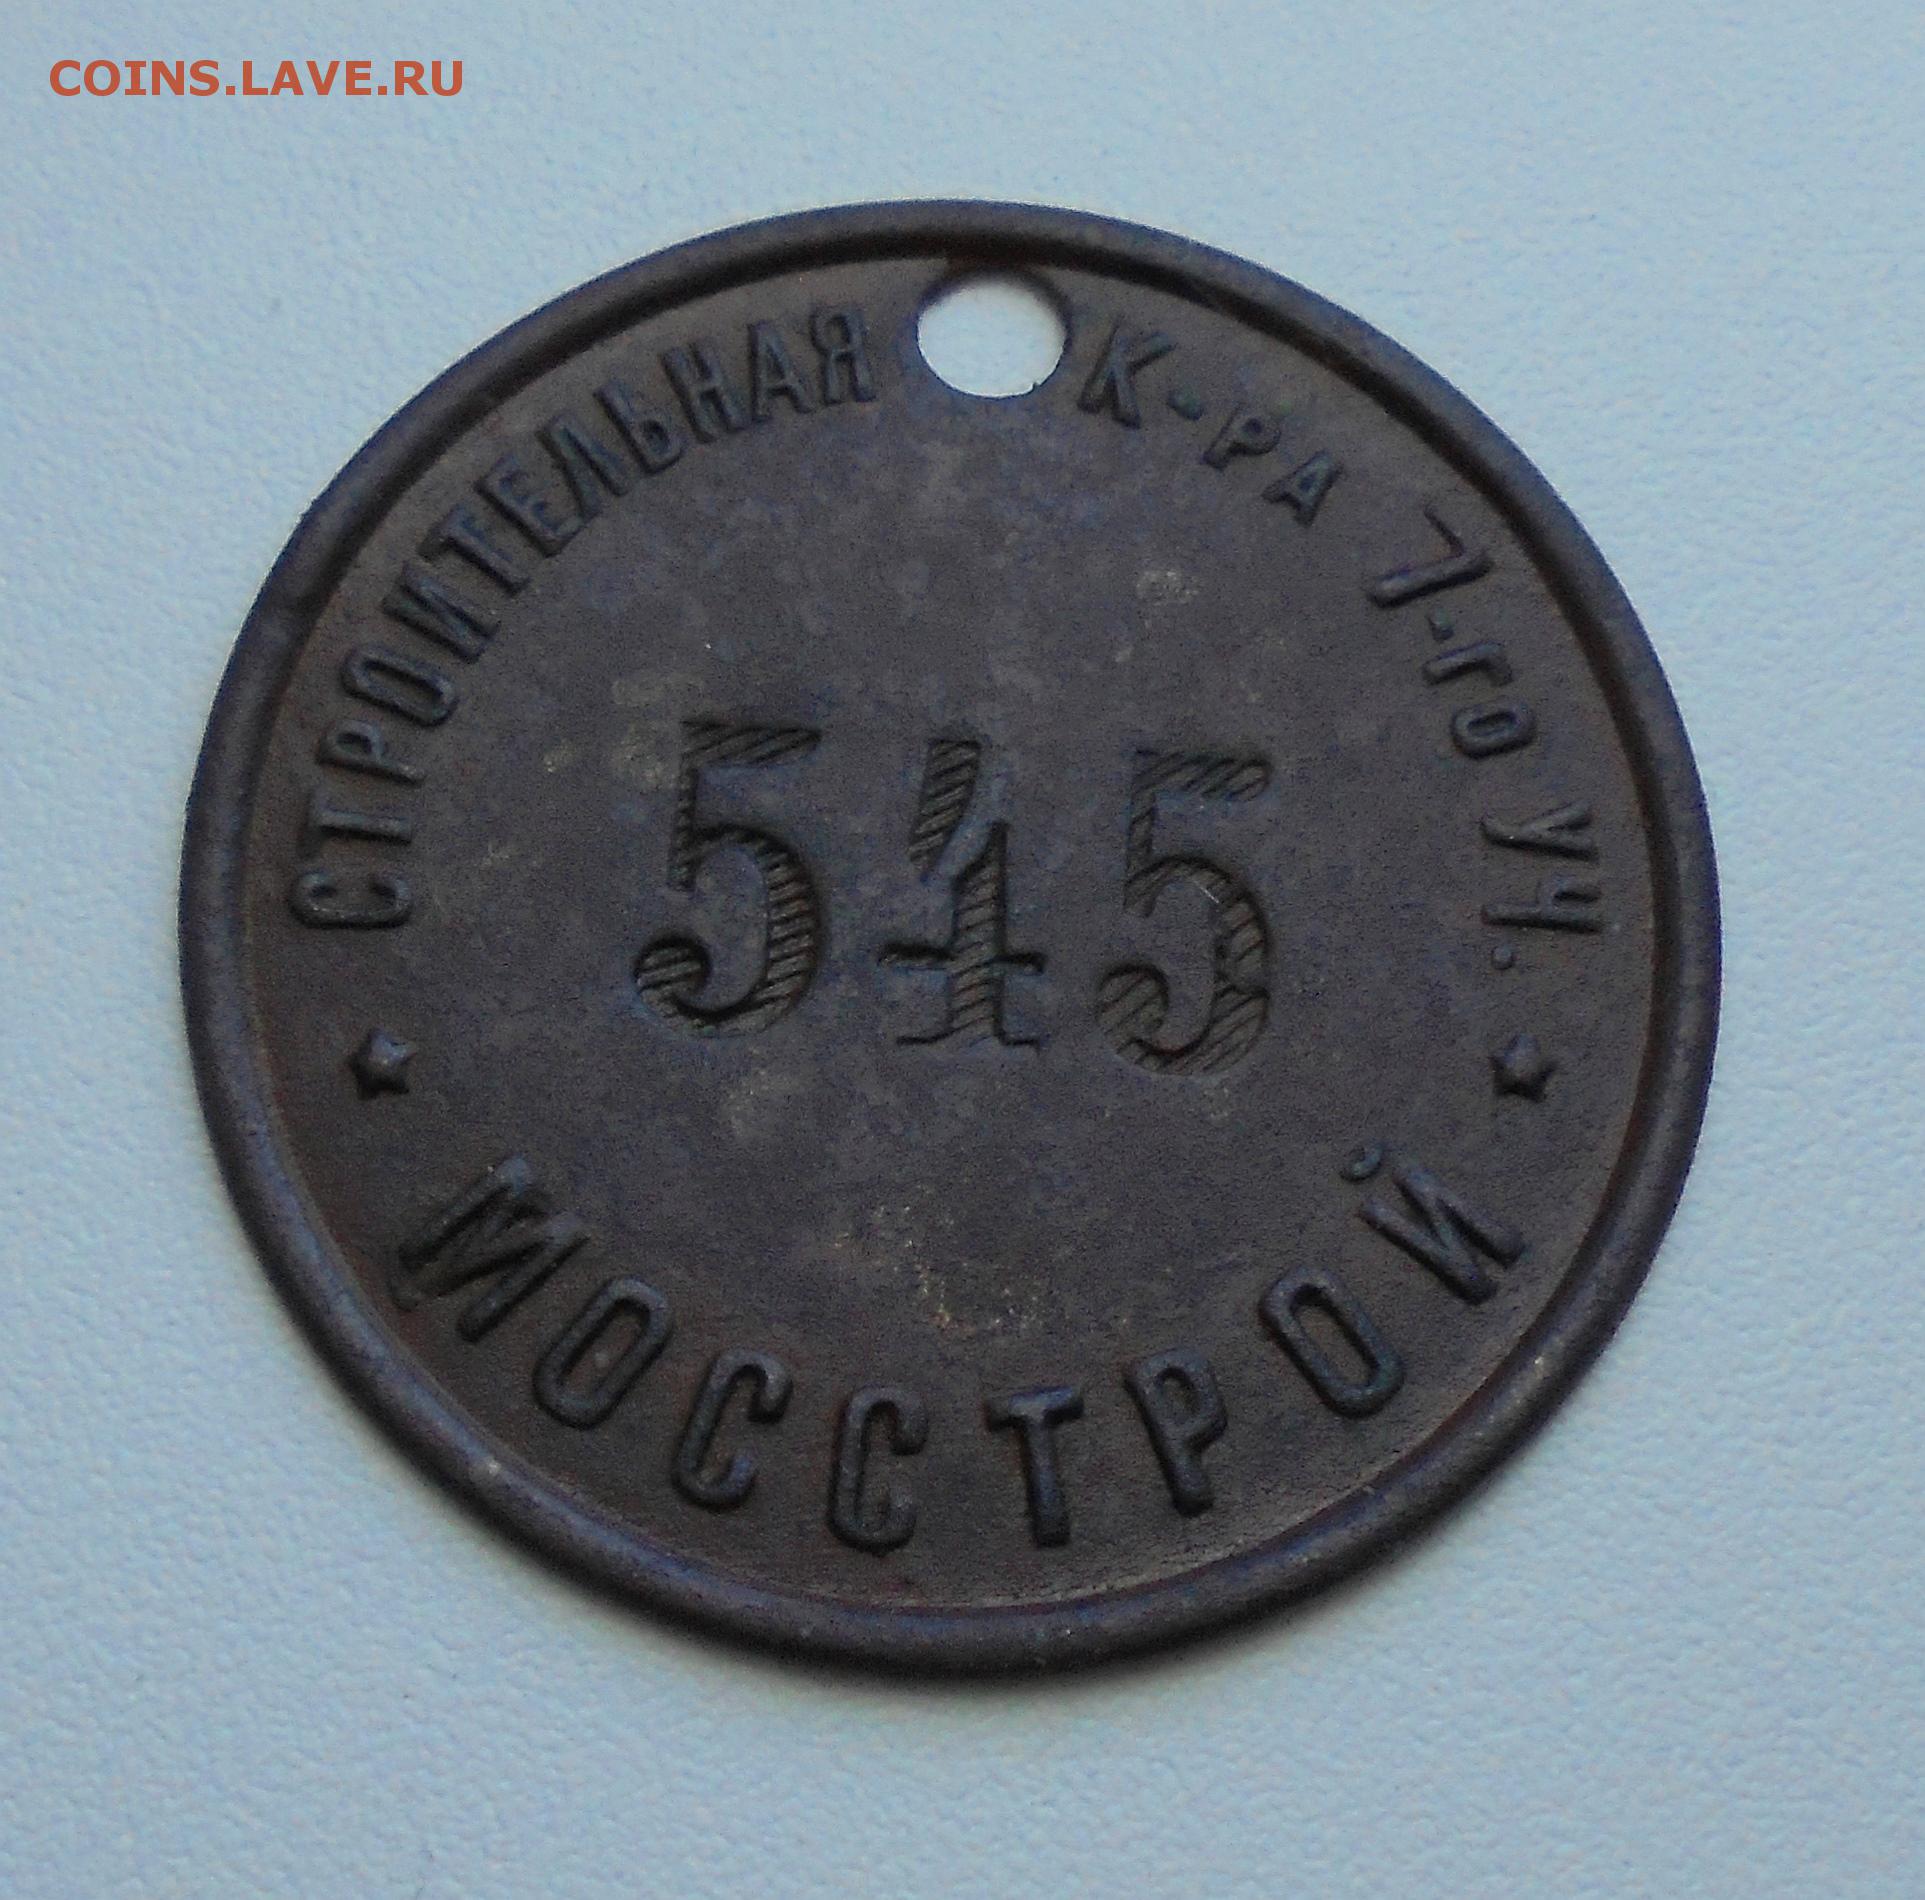 COINS.LAVE.RU
СТРОИТЕЛЬНАЯ К-РА 7-го УЧ.
545
МОССТРОЙ